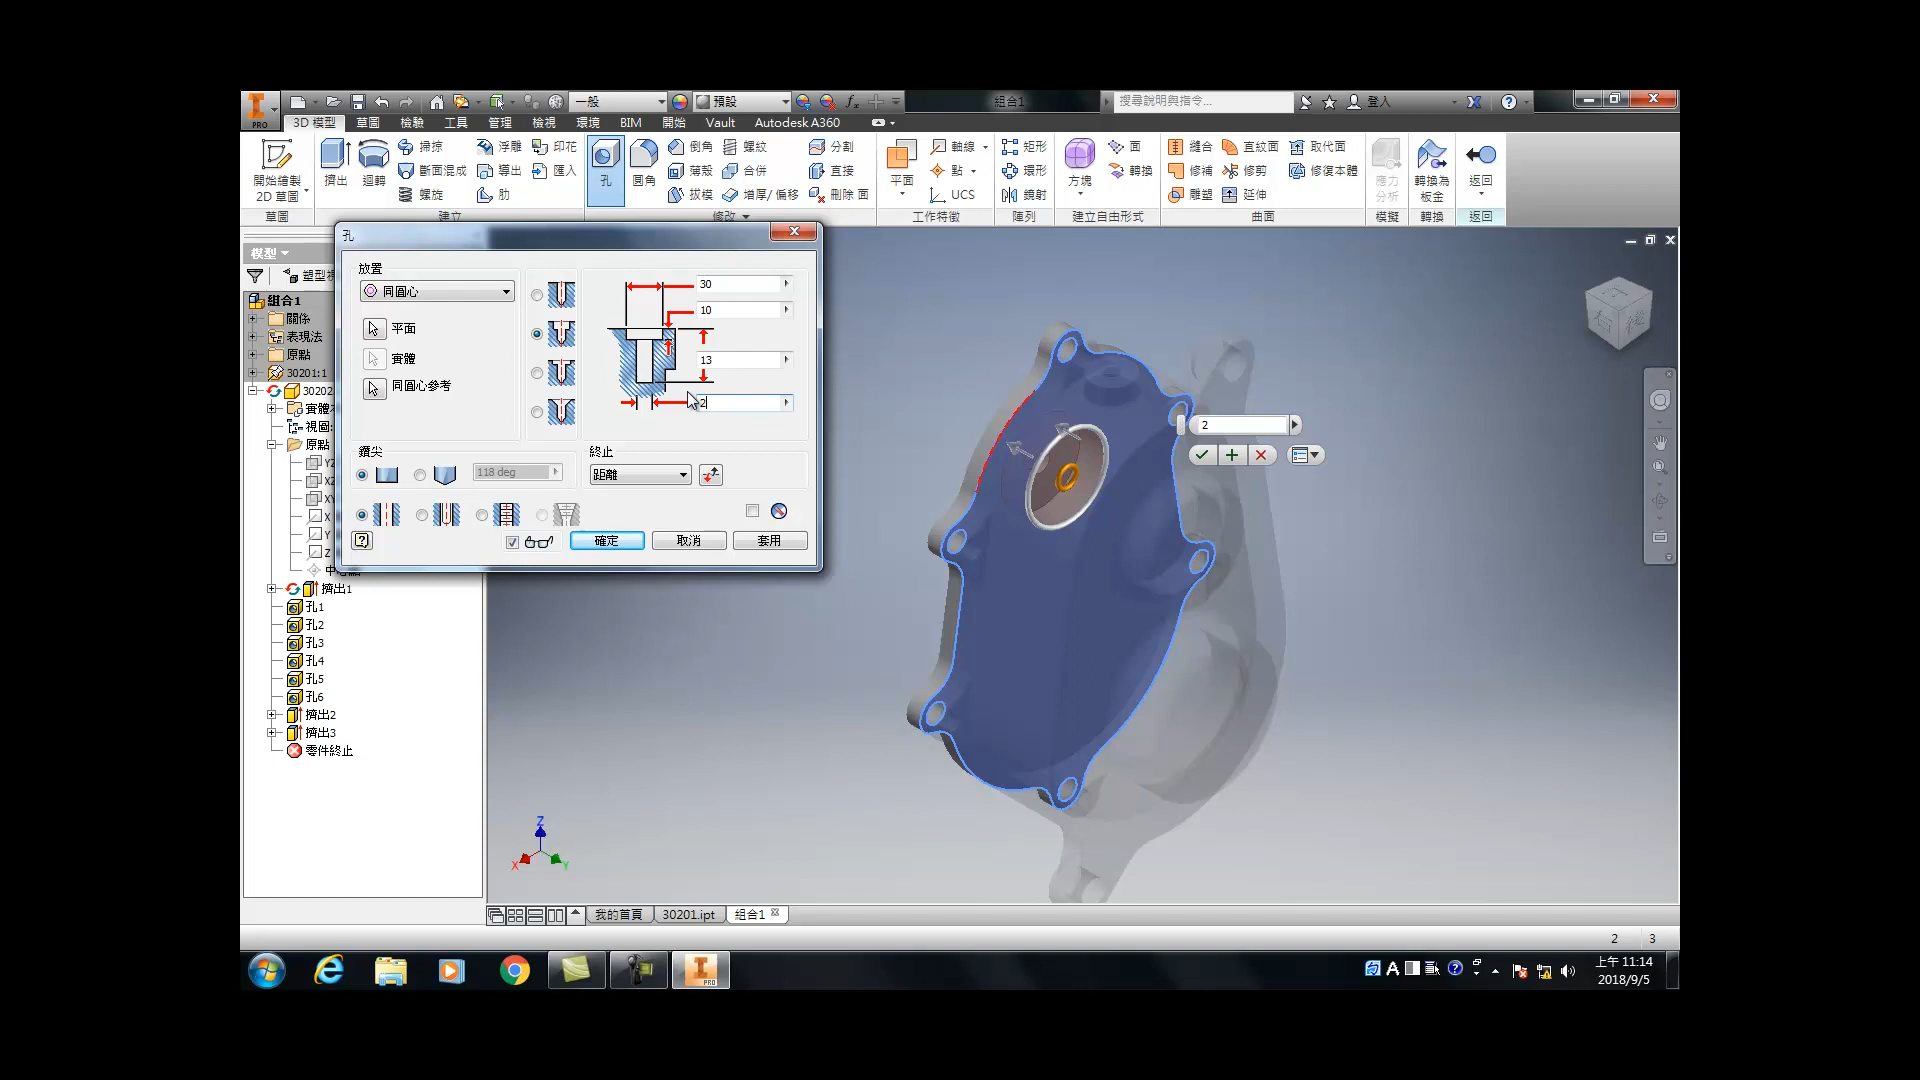 一般
預設
組合1
搜尋說明與指令...
登入
PRO
3D 模型 草圖 檢驗 工具 管理 檢視 環境 BIM 開始 Vault Autodesk A360
開始繪製
2D 草圖
擠出
迴轉
掃掠
斷面混成
螺旋
浮雕
導出
肋
印花
匯入
孔
圓角
倒角
薄殼
拔模
螺紋
合併
增厚/偏移
分割
直接
刪除 面
平面
軸線
點
UCS
矩形
環形
鏡射
方塊
面
轉換
縫合
修補
雕塑
直紋面
修剪
延伸
取代面
修復本體
應力
分析
轉換為
板金
返回
草圖 建立 修改 工作特徵 陣列 建立自由形式 曲面 模擬 轉換 返回
模型
組合1
關係
表現法
原點
30201:1
原點
X
Y
Z
擠出1
孔1
孔2
孔3
孔4
孔5
孔6
擠出2
擠出3
零件終止
孔
放置
同圓心
平面
實體
同圓心參考
30
10
13
2
鑽尖
118 deg
終止
距離
確定
取消
套用
2
右
Z
X
Y
我的首頁 30201.ipt 組合1
2 3
PRO
A
上午 11:14
2018/9/5